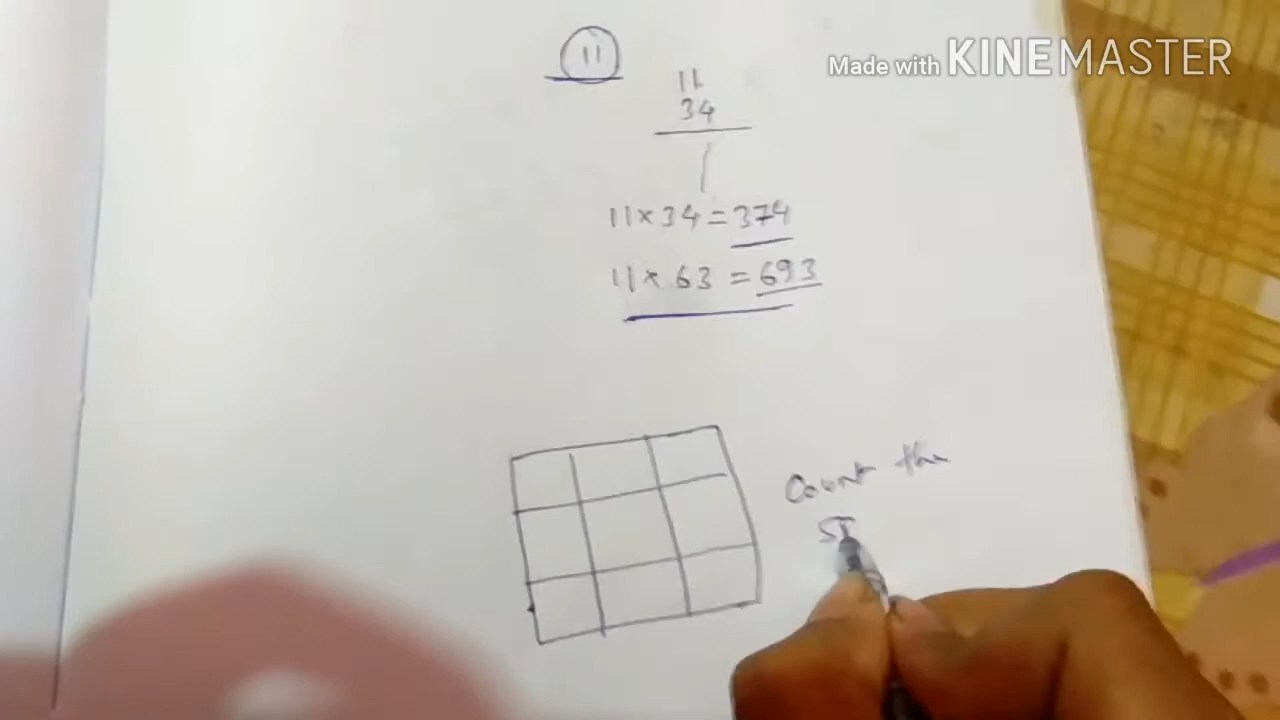 Made with KINEMASTER
11
11
34
11 × 34 = 374
11 × 63 = 693
Count the